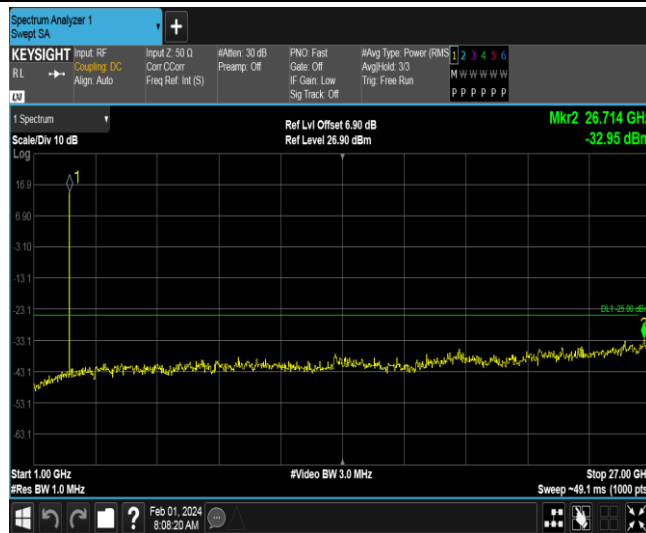 Spectrum Analyzer 1
Swept SA
KEYSIGHT
RL
Input: RF
Coupling: DC
Align: Auto
Input Z: 50 Ω
Corr CCorr
Freq Ref: Int (S)
#Atten: 30 dB
Preamp: Off
PNO: Fast
Gate: Off
IF Gain: Low
Sig Track: Off
#Avg Type: Power (RMS
Avg|Hold: 3/3
Trig: Free Run
1 2 3 4 5 6
M W W W W W
P P P P P P
1 Spectrum
Scale/Div 10 dB
Log
Ref Lvl Offset 6.90 dB
Ref Level 26.90 dBm
Mkr2 26.714 GHz
-32.95 dBm
1
16.9
6.90
-3.10
-13.1
-23.1
-33.1
-43.1
-53.1
-63.1
DL1 -25.00 dBm
2
Start 1.00 GHz
#Res BW 1.0 MHz
#Video BW 3.0 MHz
Stop 27.00 GHz
Sweep ~49.1 ms (1000 pts
?
Feb 01, 2024
8:08:20 AM